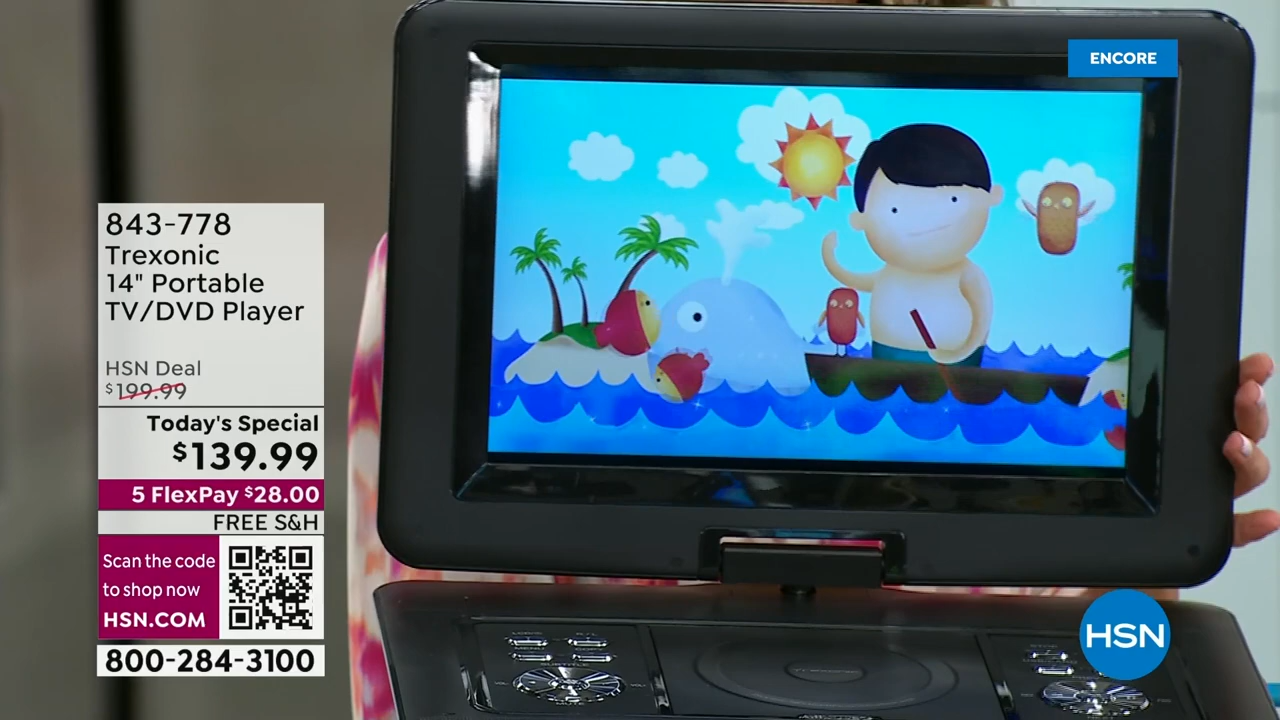 ENCORE
843-778
Trexonic
14" Portable
TV/DVD Player
HSN Deal
$199.99
Today's Special
$139.99
5 FlexPay $28.00
FREE S&H
Scan the code
to shop now
HSN.COM
800-284-3100
HSN